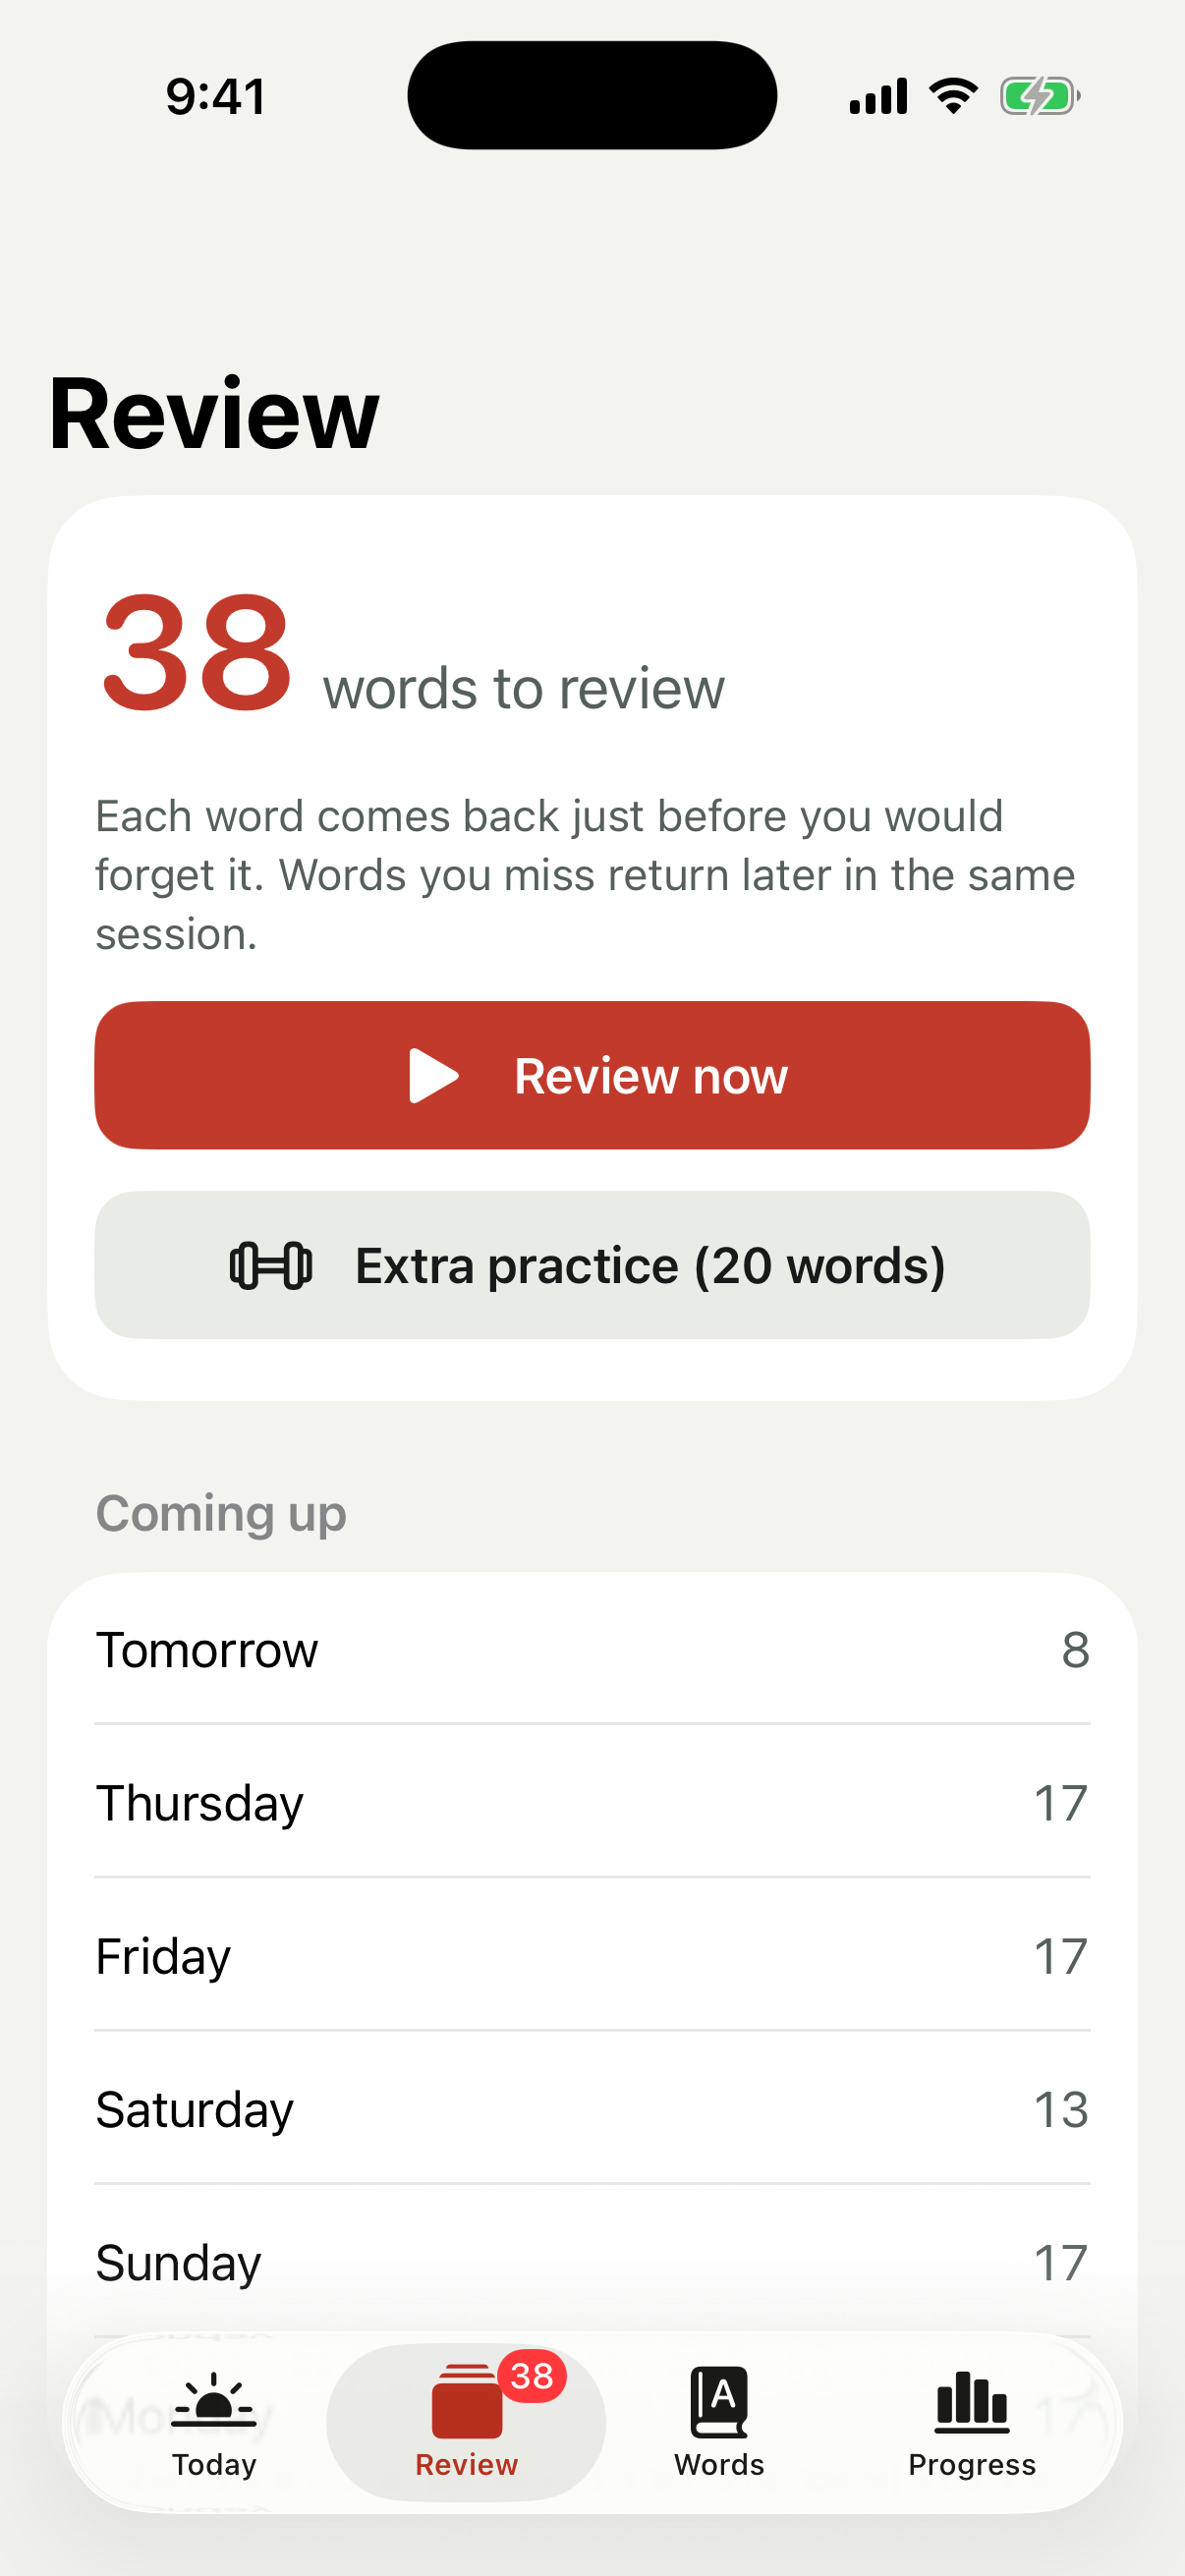 9:41
Review
38 words to review
Each word comes back just before you would
forget it. Words you miss return later in the same
session.
Review now
Extra practice (20 words)
Coming up
Tomorrow 8
Thursday 17
Friday 17
Saturday 13
Sunday 17
Monday 17
38
A
Today Review Words Progress